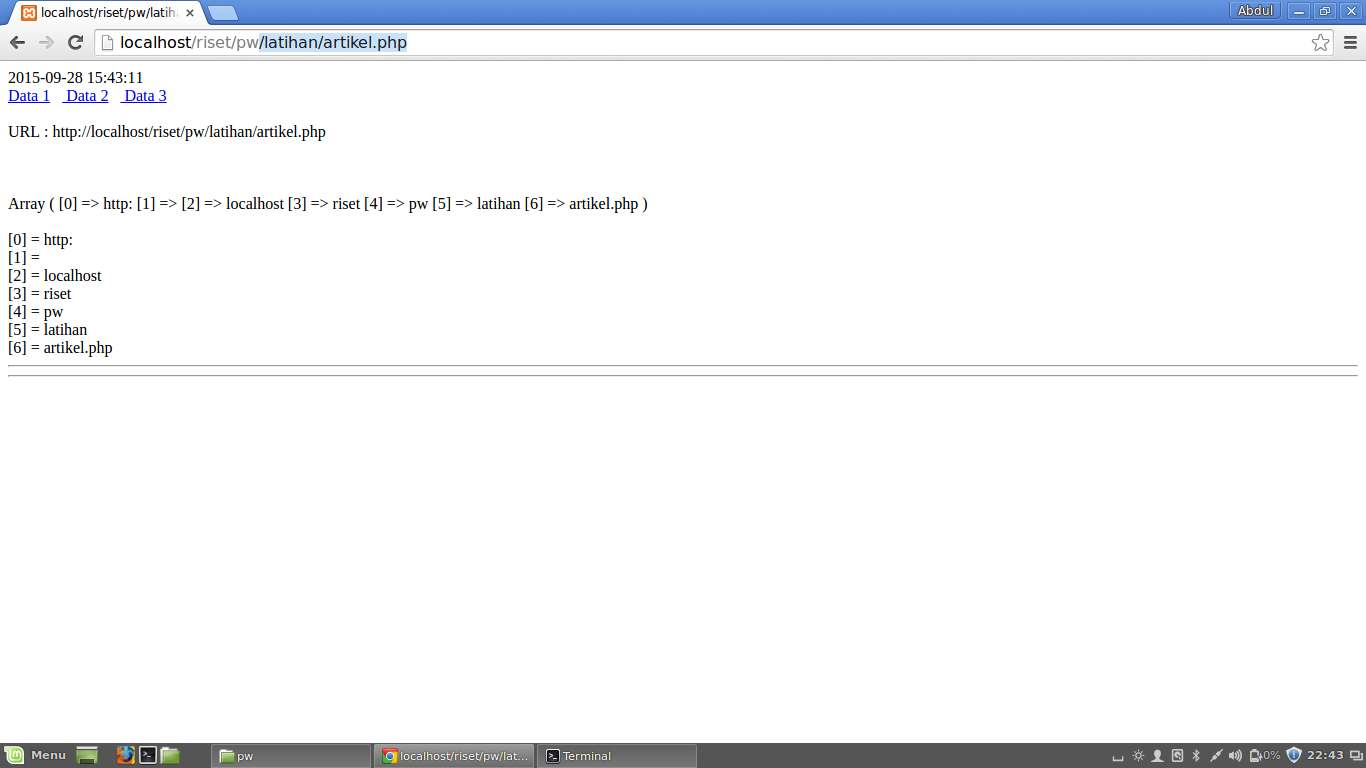 localhost/riset/pw/latih
Abdul
localhost/riset/pw/latihan/artikel.php
2015-09-28 15:43:11
Data 1 Data 2 Data 3
URL : http://localhost/riset/pw/latihan/artikel.php
Array ( [0] => http: [1] => [2] => localhost [3] => riset [4] => pw [5] => latihan [6] => artikel.php )
[0] = http:
[1] =
[2] = localhost
[3] = riset
[4] = pw
[5] = latihan
[6] = artikel.php
Menu pw localhost/riset/pw/lat... Terminal 0% 22:43